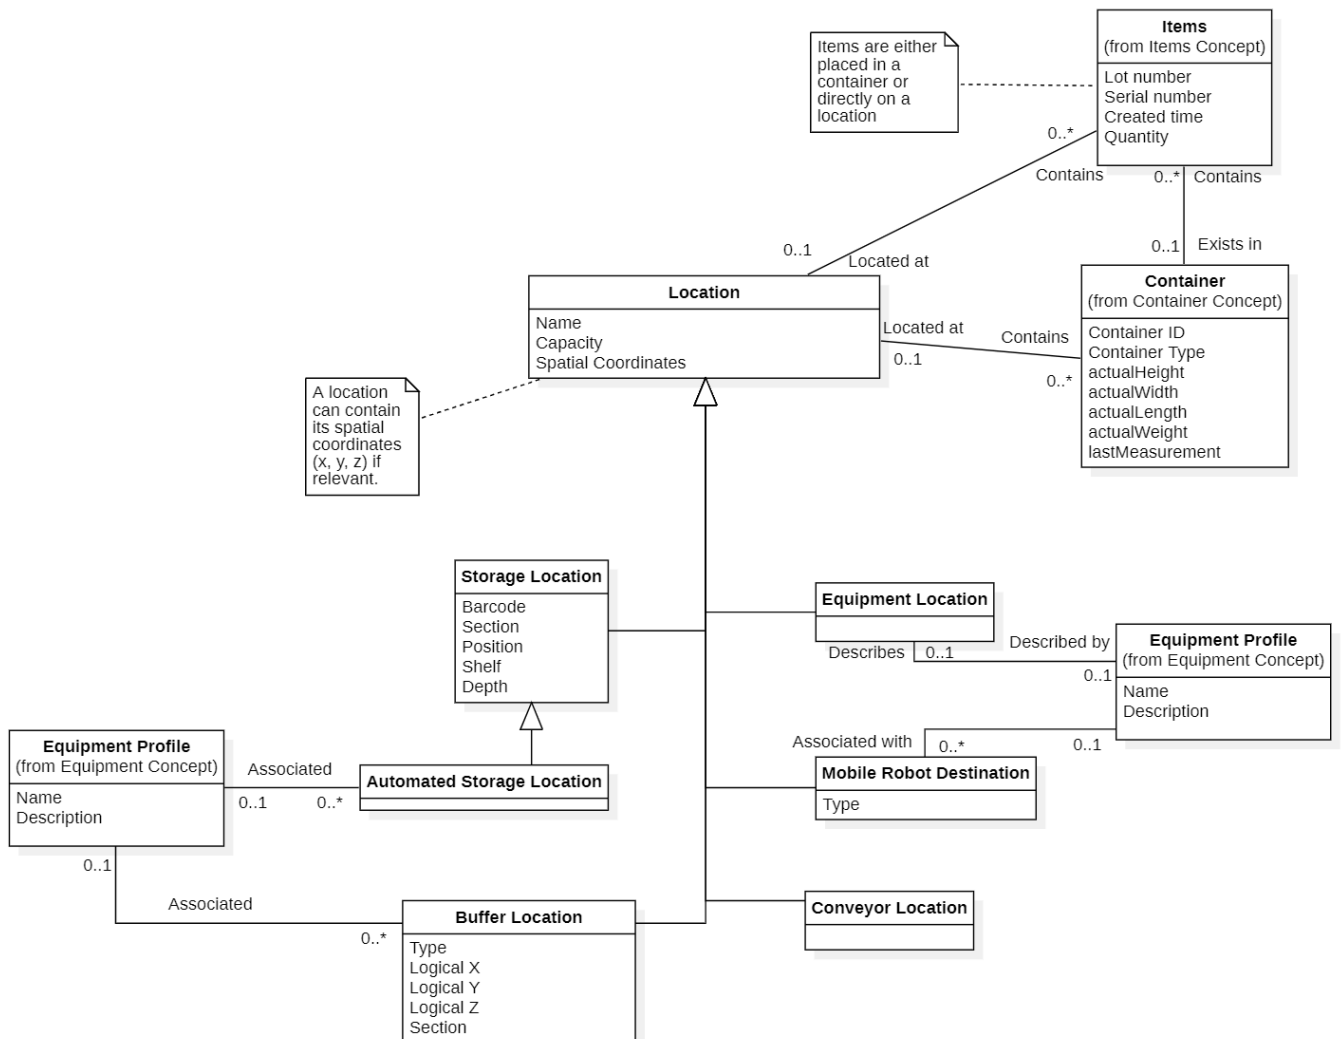 Items
(from Items Concept)
Lot number
Serial number
Created time
Quantity
Items are either
placed in a
container or
directly on a
location
0..*
Contains
0..*
Contains
0..1
Located at
0..1
Exists in
Location
Name
Capacity
Spatial Coordinates
Located at
0..1
Contains
0..*
Container
(from Container Concept)
Container ID
Container Type
actualHeight
actualWidth
actualLength
actualWeight
lastMeasurement
A location
can contain
its spatial
coordinates
(x, y, z) if
relevant.
Storage Location
Barcode
Section
Position
Shelf
Depth
Equipment Location
Describes
0..1
Described by
0..1
Equipment Profile
(from Equipment Concept)
Name
Description
Associated with
0..*
0..1
Mobile Robot Destination
Type
Equipment Profile
(from Equipment Concept)
Name
Description
Associated
0..1
0..*
Automated Storage Location
0..1
Associated
0..*
Buffer Location
Type
Logical X
Logical Y
Logical Z
Section
Conveyor Location